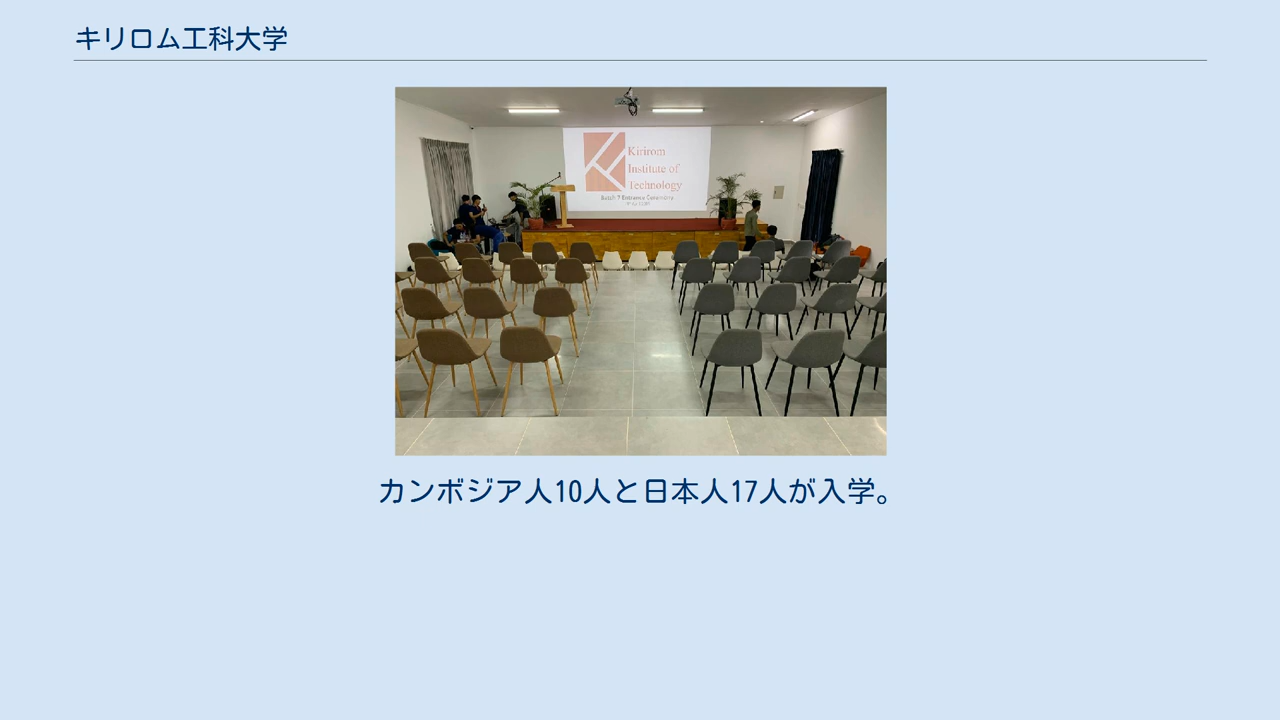 キリロム工科大学
Kirirom
Institute of
Technology
Batch 7 Entrance Ceremony
カンボジア人10人と日本人17人が入学。